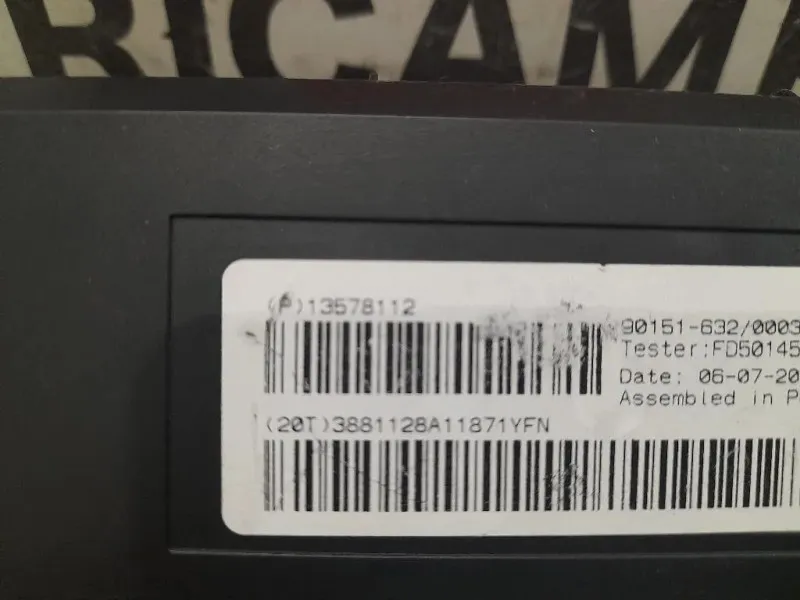 RICAM
(P)13578112
90151-632/0003
Tester:FD50145
Date: 06-07-20
Assembled in P
(20T)3881128A11871YFN